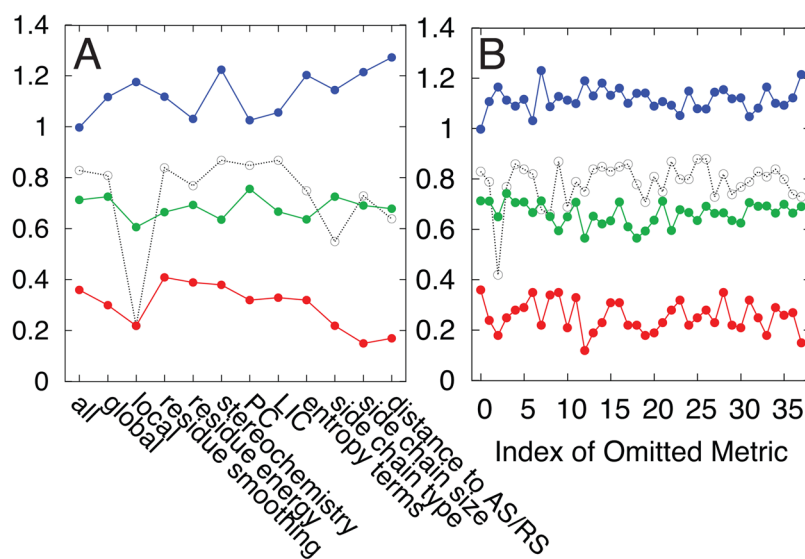 A
1.4
1.2
1
0.8
0.6
0.4
0.2
0
all
global
local
residue smoothing
residue energy
stereochemistry
PC
LIC
entropy terms
side chain type
side chain size
distance to AS/RS
B
1.4
1.2
1
0.8
0.6
0.4
0.2
0
0 5 10 15 20 25 30 35
Index of Omitted Metric